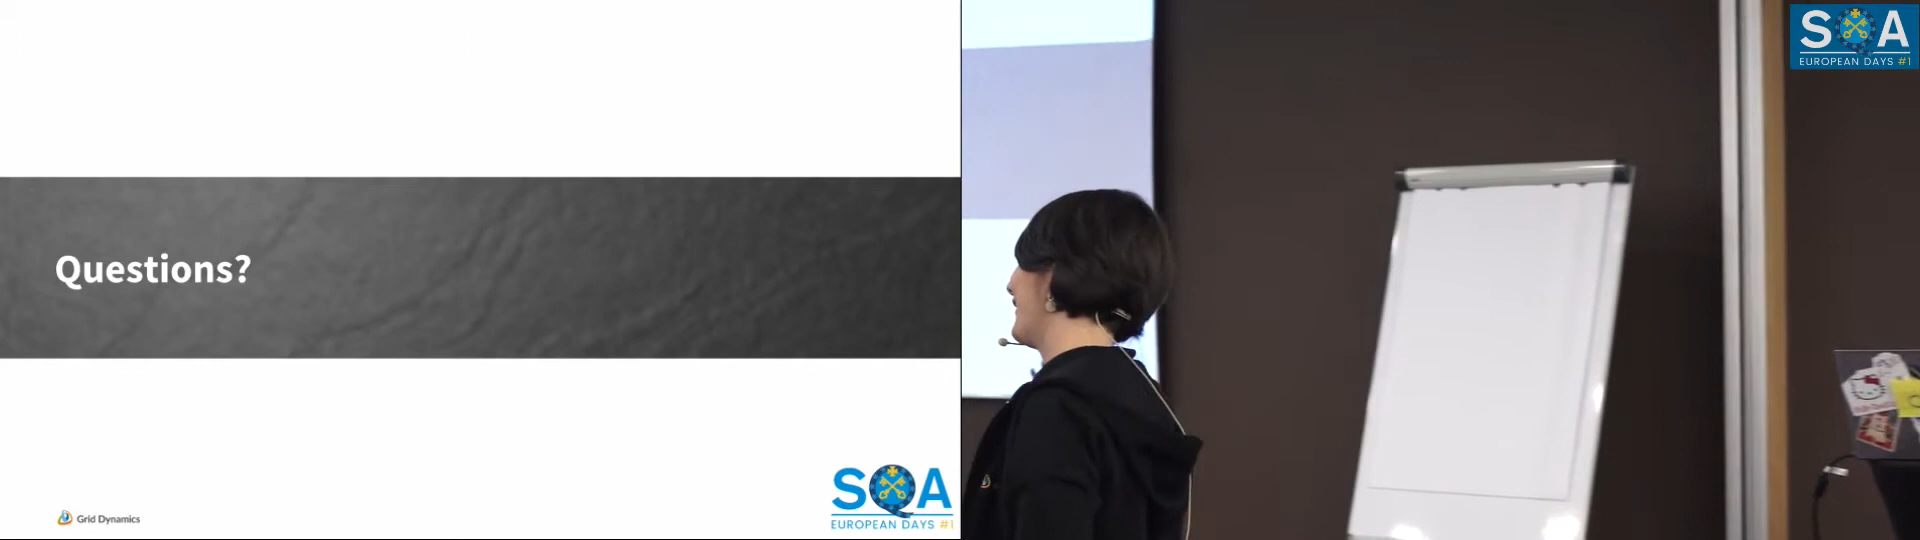 Questions?
Grid Dynamics
SQA
EUROPEAN DAYS #1
SQA
EUROPEAN DAYS #1